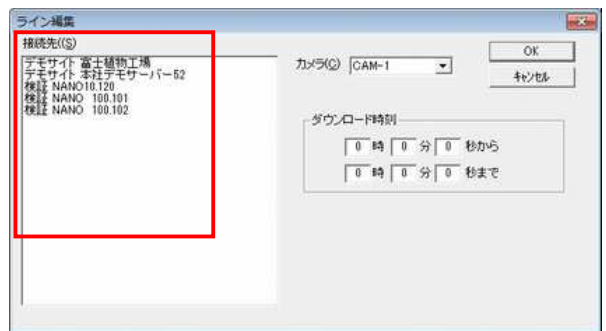 ライン編集
接続先((S)
デモサイト 富士植物工場
デモサイト 本社デモサーバー52
検証 NANO10.120
検証 NANO 100.101
検証 NANO 100.102
カメラ(C) CAM-1
OK
キャンセル
ダウンロード時刻
0 時 0 分 0 秒から
0 時 0 分 0 秒まで